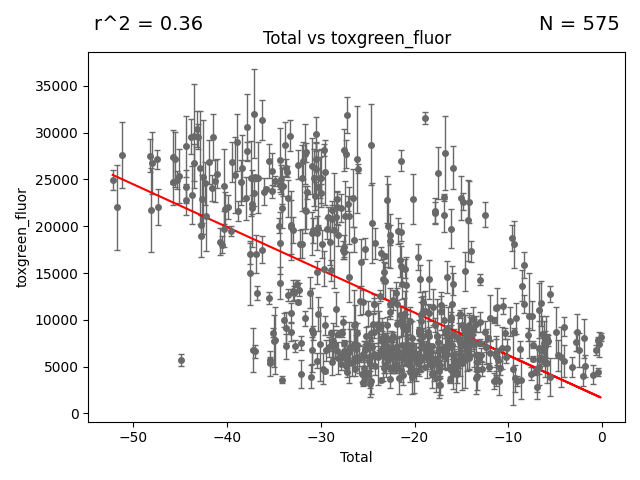 r^2 = 0.36
N = 575
Total vs toxgreen_fluor
35000
30000
25000
20000
15000
10000
5000
0
toxgreen_fluor
−50 −40 −30 −20 −10 0
Total